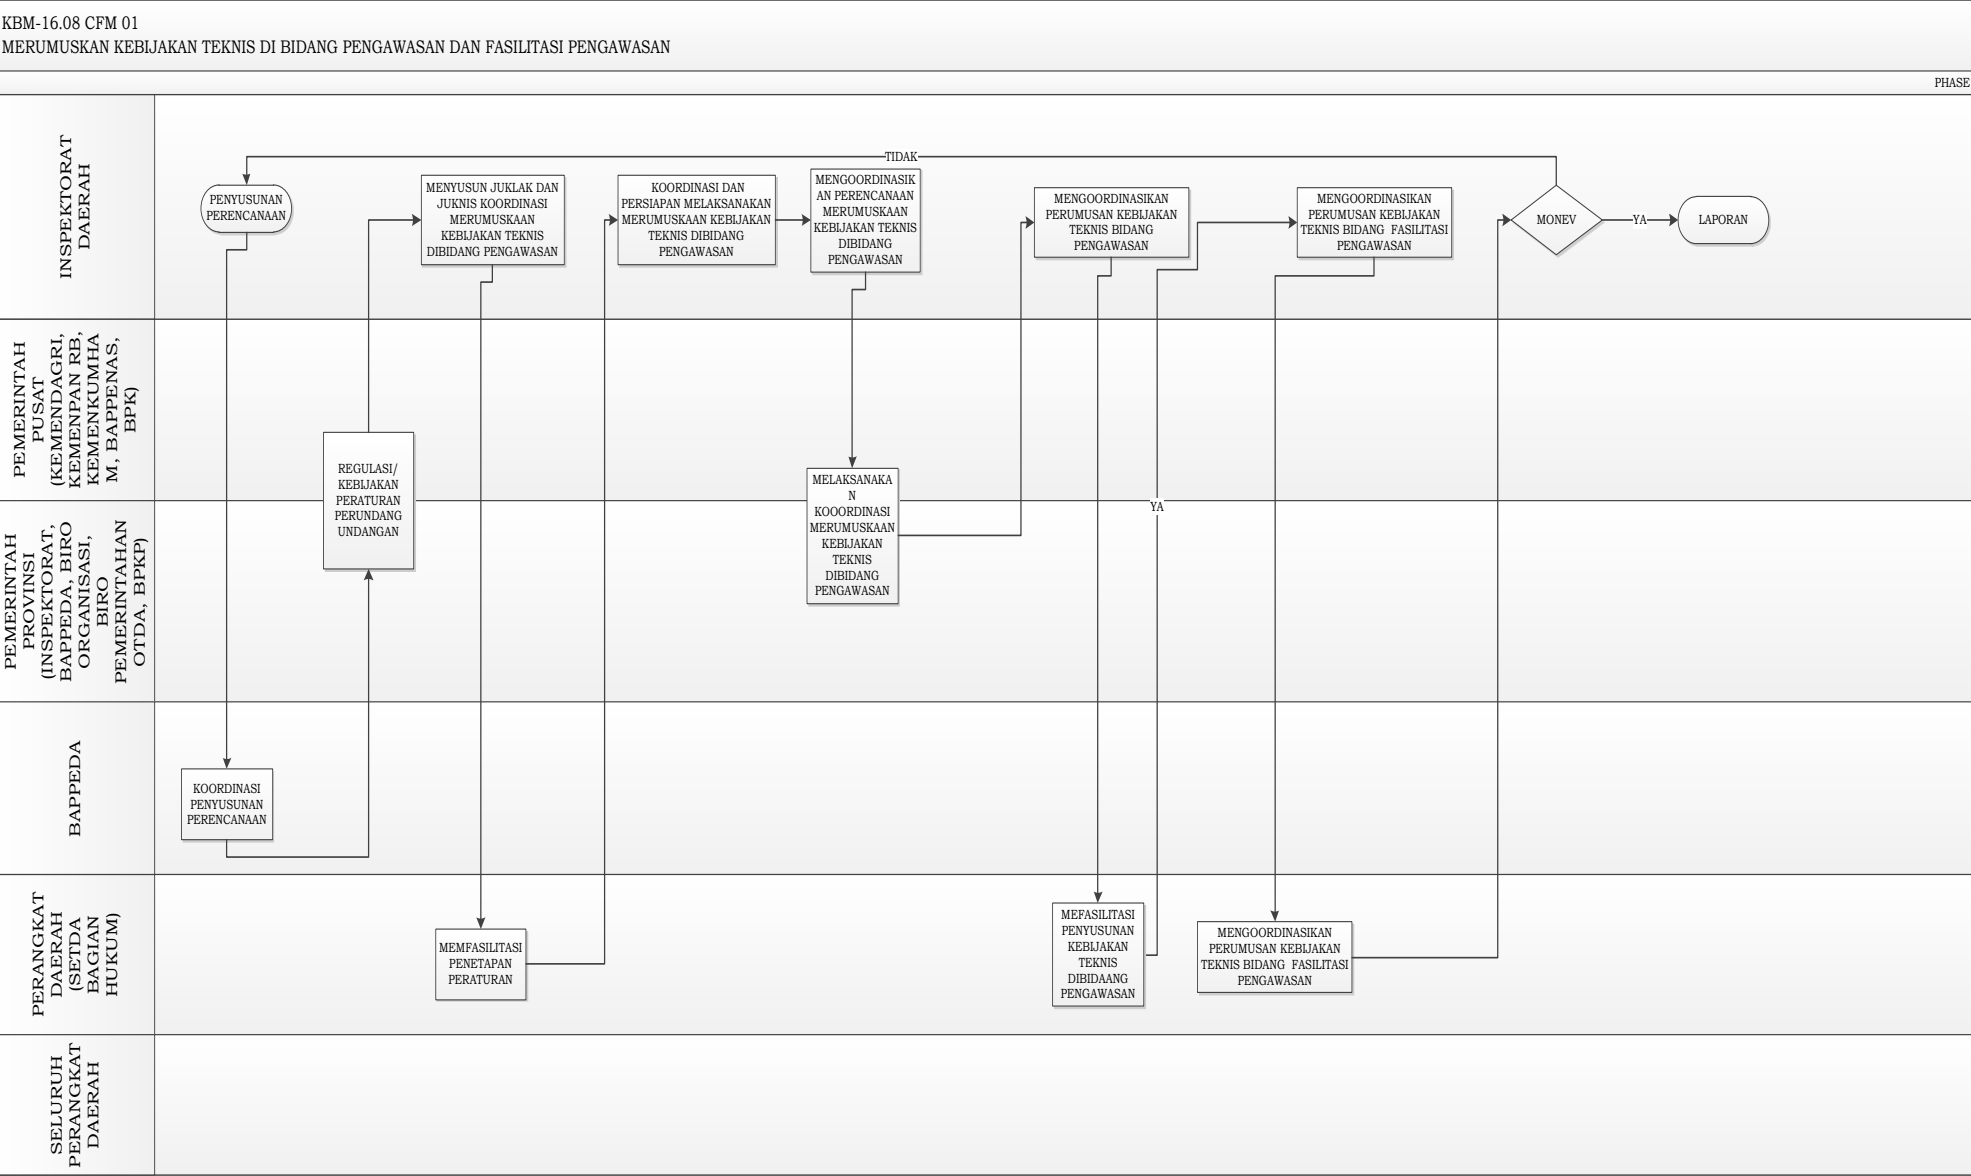 KBM-16.08 CFM 01
MERUMUSKAN KEBIJAKAN TEKNIS DI BIDANG PENGAWASAN DAN FASILITASI PENGAWASAN
PHASE
INSPEKTORAT
DAERAH
TIDAK
PENYUSUNAN
PERENCANAAN
MENYUSUN JUKLAK DAN
JUKNIS KOORDINASI
MERUMUSKAAN
KEBIJAKAN TEKNIS
DIBIDANG PENGAWASAN
KOORDINASI DAN
PERSIAPAN MELAKSANAKAN
MERUMUSKAAN KEBIJAKAN
TEKNIS DIBIDANG
PENGAWASAN
MENGOORDINASIK
AN PERENCANAAN
MERUMUSKAAN
KEBIJAKAN TEKNIS
DIBIDANG
PENGAWASAN
MENGOORDINASIKAN
PERUMUSAN KEBIJAKAN
TEKNIS BIDANG
PENGAWASAN
MENGOORDINASIKAN
PERUMUSAN KEBIJAKAN
TEKNIS BIDANG  FASILITASI
PENGAWASAN
MONEV
YA
LAPORAN
PEMERINTAH
PUSAT
(KEMENDAGRI,
KEMENPAN RB,
KEMENKUMHA
M, BAPPENAS,
BPK)
REGULASI/
KEBIJAKAN
PERATURAN
PERUNDANG
UNDANGAN
MELAKSANAKA
N
KOOORDINASI
MERUMUSKAAN
KEBIJAKAN
TEKNIS
DIBIDANG
PENGAWASAN
YA
PEMERINTAH
PROVINSI
(INSPEKTORAT,
BAPPEDA, BIRO
ORGANISASI,
BIRO
PEMERINTAHAN
OTDA, BPKP)
BAPPEDA
KOORDINASI
PENYUSUNAN
PERENCANAAN
PERANGKAT
DAERAH
(SETDA
BAGIAN
HUKUM)
MEMFASILITASI
PENETAPAN
PERATURAN
MEFASILITASI
PENYUSUNAN
KEBIJAKAN
TEKNIS
DIBIDAANG
PENGAWASAN
MENGOORDINASIKAN
PERUMUSAN KEBIJAKAN
TEKNIS BIDANG  FASILITASI
PENGAWASAN
SELURUH
PERANGKAT
DAERAH